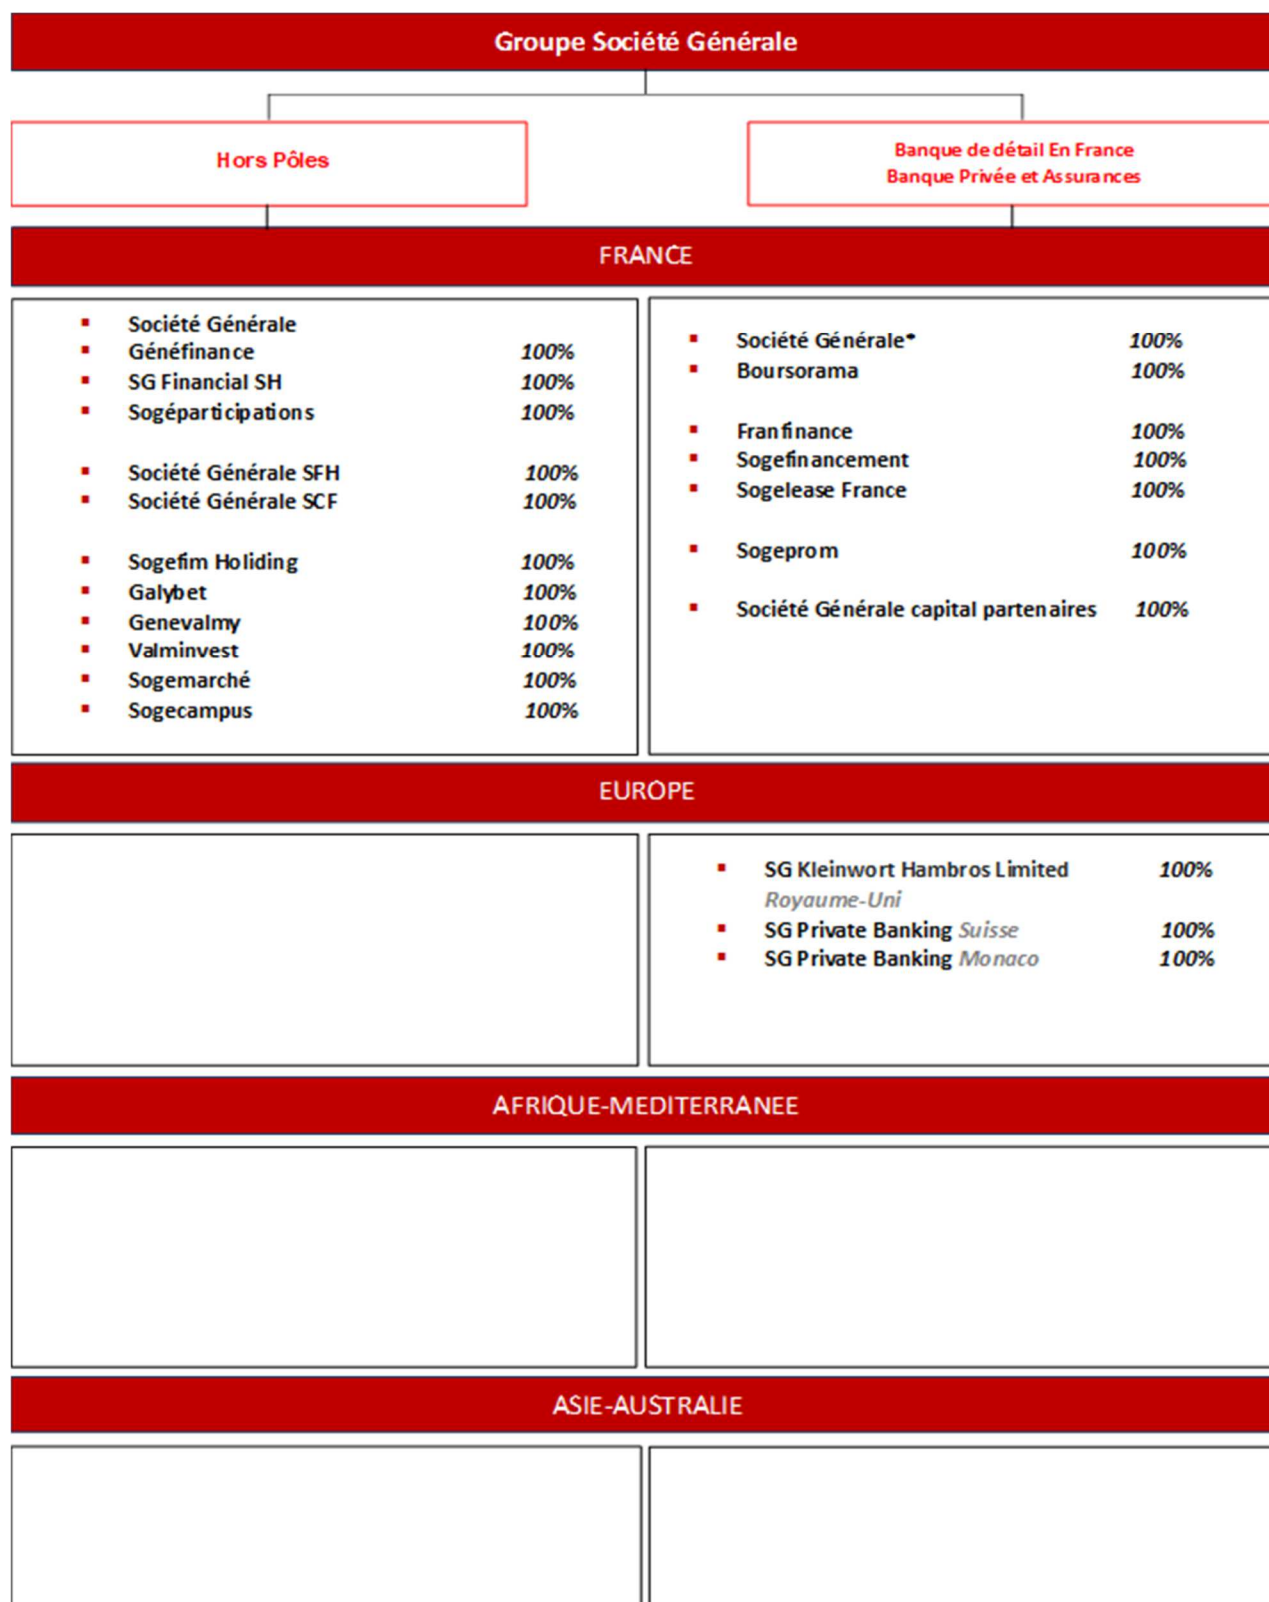 Groupe Société Générale
Hors Pôles
Banque de détail En France
Banque Privée et Assurances
FRANCE
▪ Société Générale
▪ Généfinance 100%
▪ SG Financial SH 100%
▪ Sogéparticipations 100%
▪ Société Générale SFH 100%
▪ Société Générale SCF 100%
▪ Sogefim Holiding 100%
▪ Galybet 100%
▪ Genevalmy 100%
▪ Valminvest 100%
▪ Sogemarché 100%
▪ Sogecampus 100%
▪ Société Générale* 100%
▪ Boursorama 100%
▪ Franfinance 100%
▪ Sogefinancement 100%
▪ Sogelease France 100%
▪ Sogeprom 100%
▪ Société Générale capital partenaires 100%
EUROPE
▪ SG Kleinwort Hambros Limited 100%
Royaume-Uni
▪ SG Private Banking Suisse 100%
▪ SG Private Banking Monaco 100%
AFRIQUE-MEDITERRANEE
ASIE-AUSTRALIE